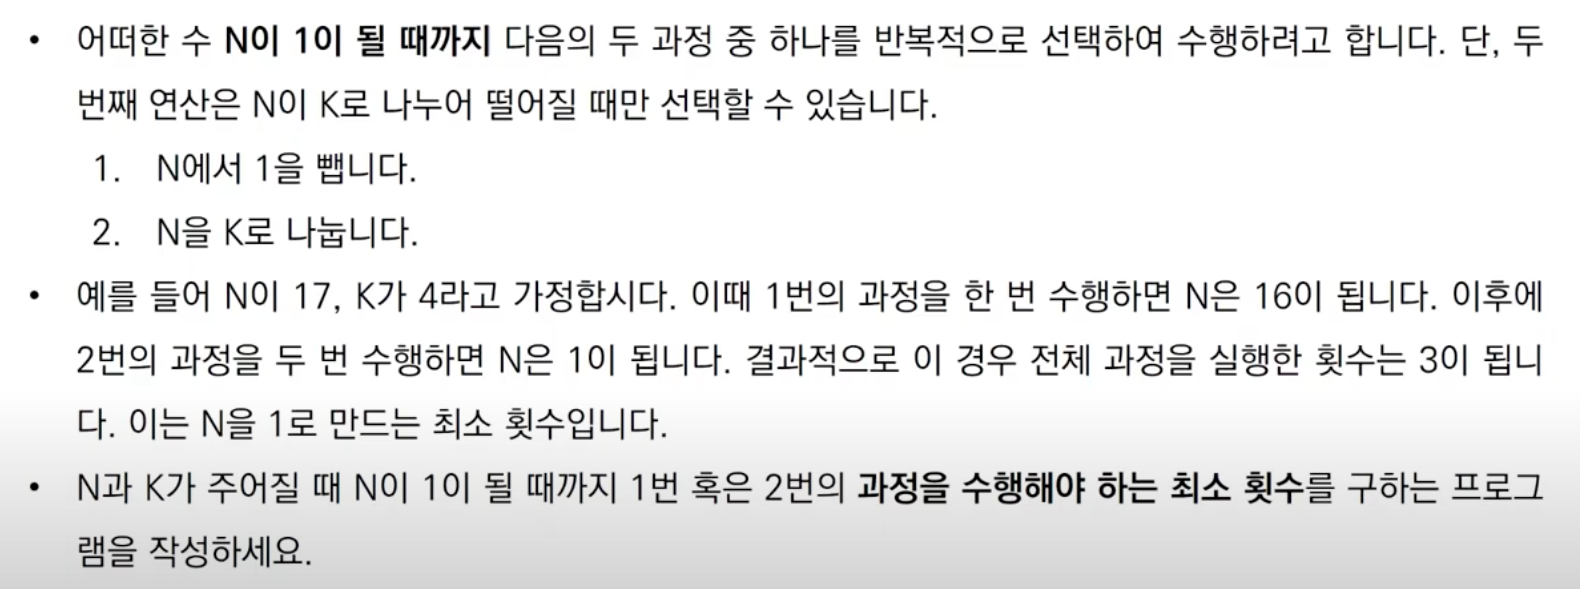 • 어떠한 수 N이 1이 될 때까지 다음의 두 과정 중 하나를 반복적으로 선택하여 수행하려고 합니다. 단, 두
번째 연산은 N이 K로 나누어 떨어질 때만 선택할 수 있습니다.
1. N에서 1을 뺍니다.
2. N을 K로 나눕니다.
• 예를 들어 N이 17, K가 4라고 가정합시다. 이때 1번의 과정을 한 번 수행하면 N은 16이 됩니다. 이후에
2번의 과정을 두 번 수행하면 N은 1이 됩니다. 결과적으로 이 경우 전체 과정을 실행한 횟수는 3이 됩니
다. 이는 N을 1로 만드는 최소 횟수입니다.
• N과 K가 주어질 때 N이 1이 될 때까지 1번 혹은 2번의 과정을 수행해야 하는 최소 횟수를 구하는 프로그
램을 작성하세요.